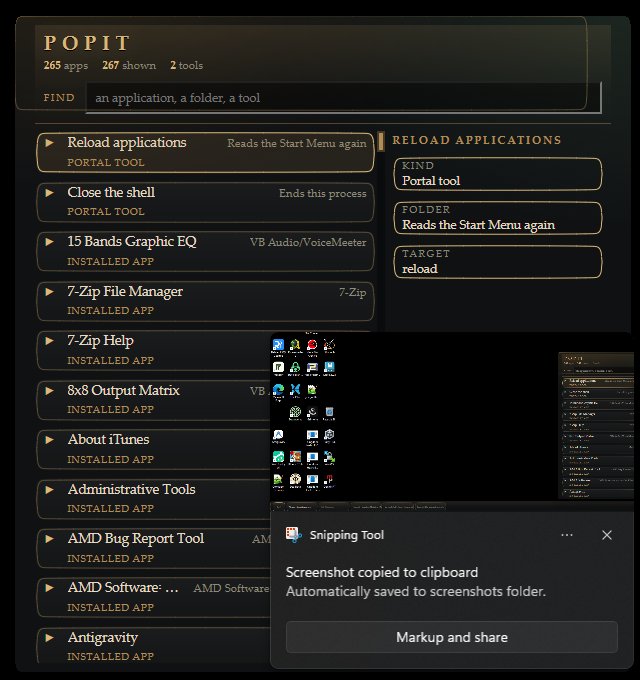 POPIT
265 apps 267 shown 2 tools
FIND an application, a folder, a tool
Reload applications Reads the Start Menu again
PORTAL TOOL
Close the shell Ends this process
PORTAL TOOL
15 Bands Graphic EQ VB Audio/VoiceMeeter
INSTALLED APP
7-Zip File Manager 7-Zip
INSTALLED APP
7-Zip Help
INSTALLED APP
8x8 Output Matrix VB
INSTALLED APP
About iTunes
INSTALLED APP
Administrative Tools
INSTALLED APP
AMD Bug Report Tool AM
INSTALLED APP
AMD Software: ... AMD Software
INSTALLED APP
Antigravity
INSTALLED APP
RELOAD APPLICATIONS
KIND
Portal tool
FOLDER
Reads the Start Menu again
TARGET
reload
Snipping Tool
Screenshot copied to clipboard
Automatically saved to screenshots folder.
Markup and share